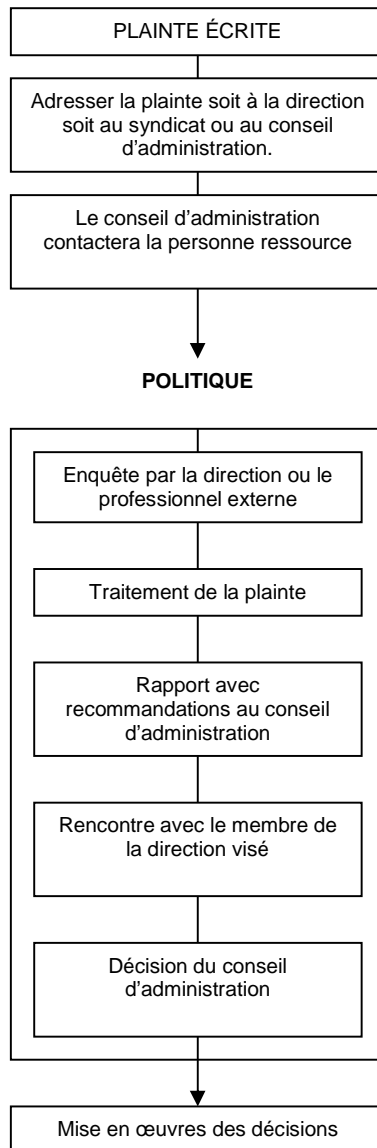 PLAINTE ÉCRITE
Adresser la plainte soit à la direction
soit au syndicat ou au conseil
d'administration.
Le conseil d'administration
contactera la personne ressource
POLITIQUE
Enquête par la direction ou le
professionnel externe
Traitement de la plainte
Rapport avec
recommandations au conseil
d'administration
Rencontre avec le membre de
la direction visé
Décision du conseil
d'administration
Mise en œuvres des décisions